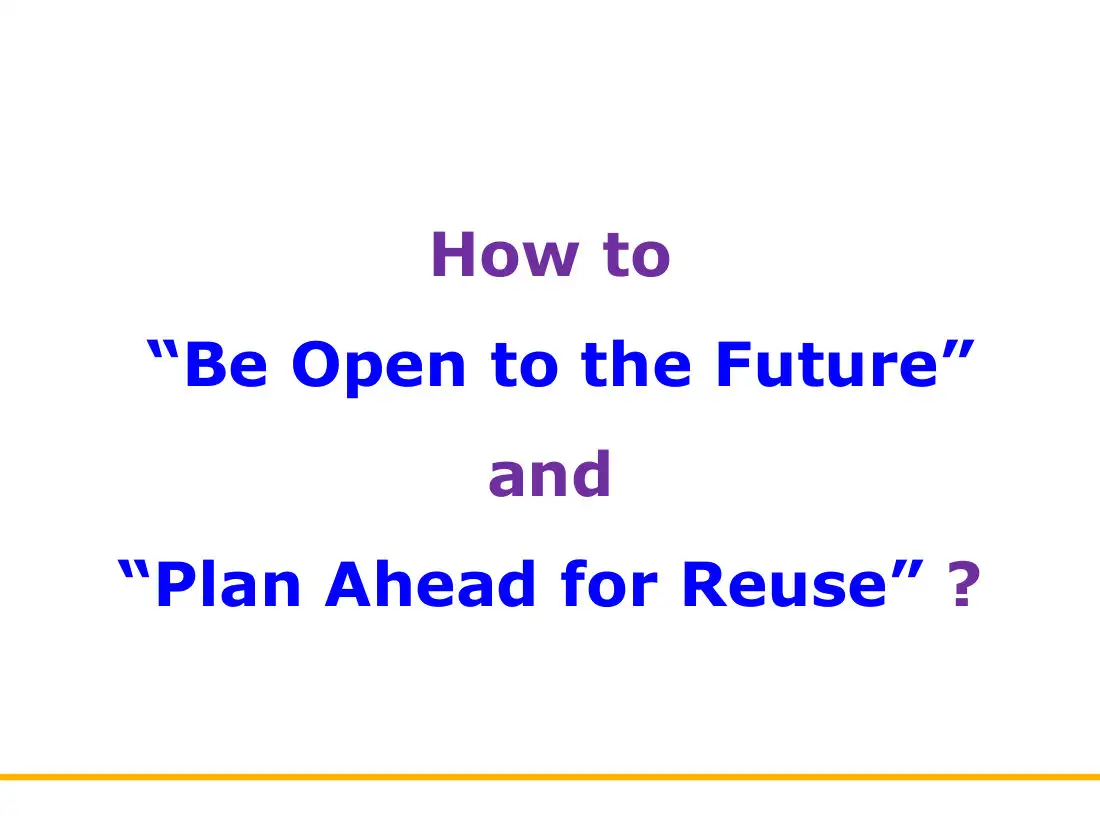 How to
“Be Open to the Future”
and
“Plan Ahead for Reuse” ?